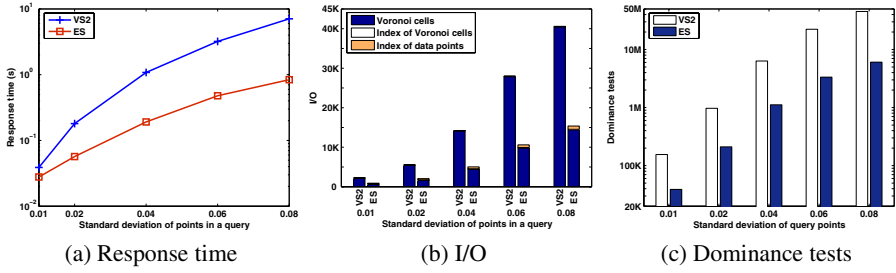 10¹
10⁰
10⁻¹
10⁻²
Response time (s)
VS2
ES
0.01 0.02 0.04 0.06 0.08
Standard deviation of points in a query
(a) Response time
45K
40K
35K
30K
25K
20K
15K
10K
5K
0
I/O
Voronoi cells
Index of Voronoi cells
Index of data points
VS2 ES VS2 ES VS2 ES VS2 ES VS2 ES
0.01 0.02 0.04 0.06 0.08
Standard deviation of points in a query
(b) I/O
50M
10M
1M
100K
20K
Dominance tests
VS2
ES
0.01 0.02 0.04 0.06 0.08
Standard deviation of query points
(c) Dominance tests